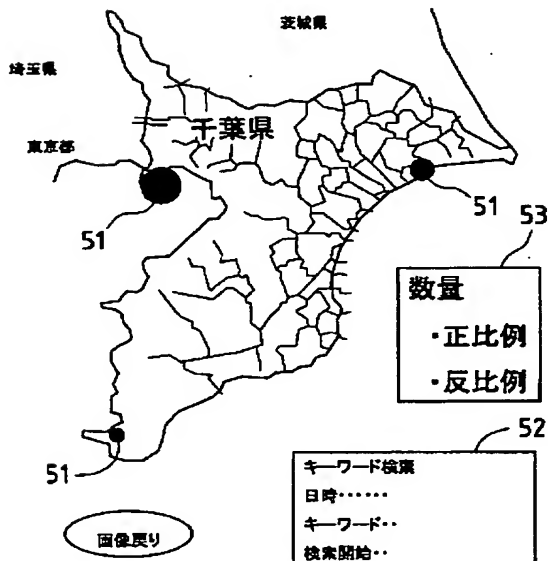 茨城県
埼玉県
千葉県
東京都
51
51
53
数量
・正比例
・反比例
52
51
キーワード検索
日時・・・・・・
キーワード・・
検索開始・・
画像戻り